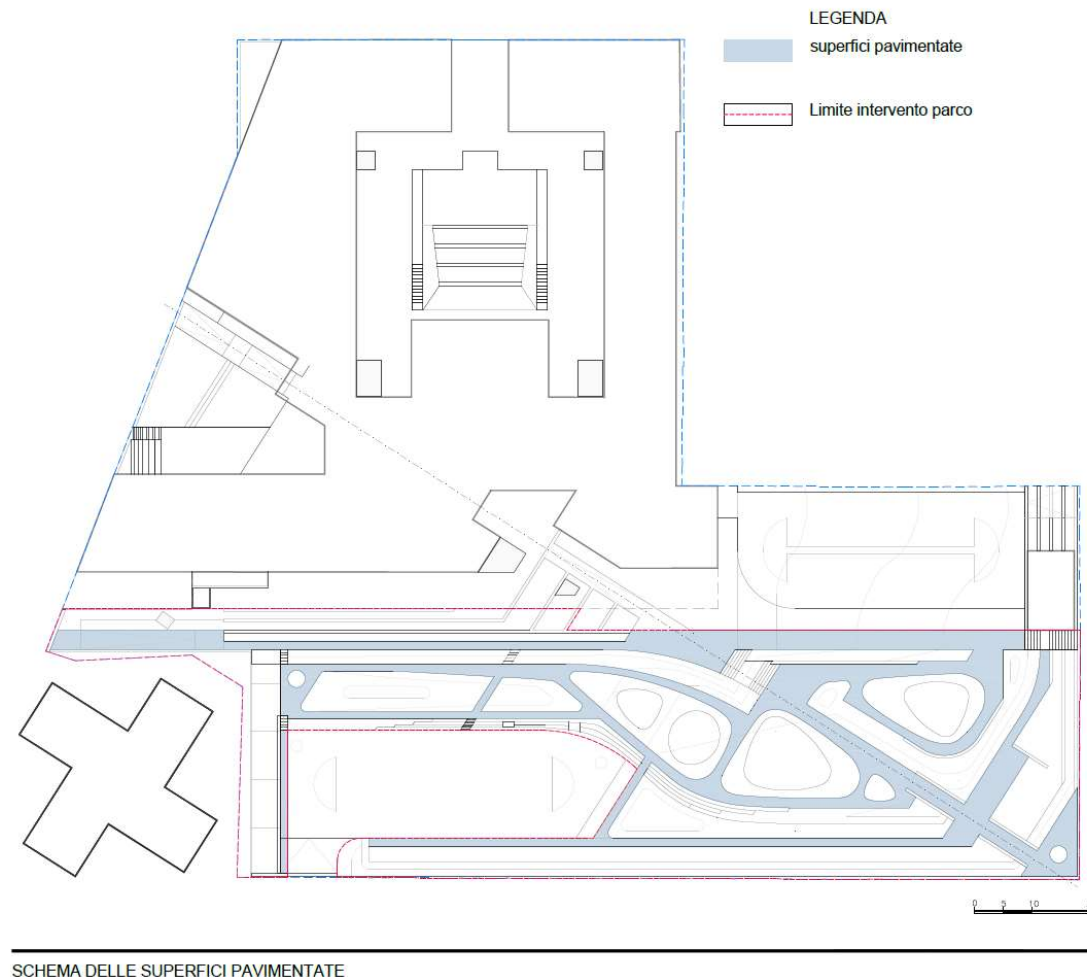 LEGENDA
superfici pavimentate
Limite intervento parco
0 5 10
SCHEMA DELLE SUPERFICI PAVIMENTATE